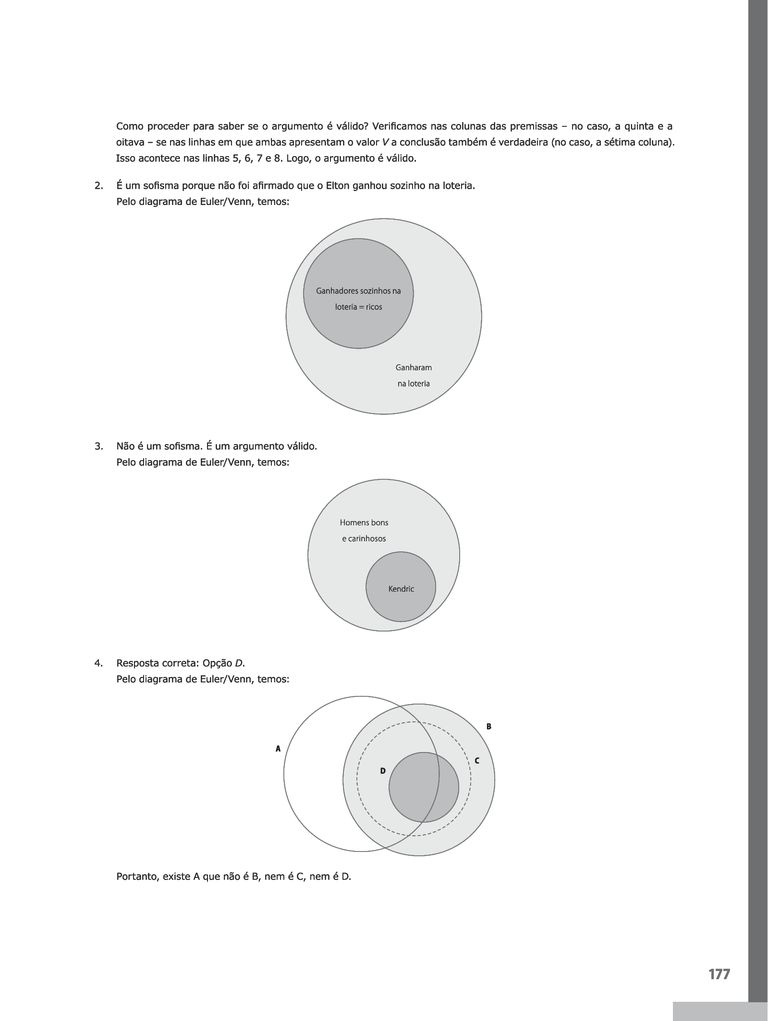 Como proceder para saber se o argumento é válido? Verificamos nas colunas das premissas – no caso, a quinta e a
oitava – se nas linhas em que ambas apresentam o valor V a conclusão também é verdadeira (no caso, a sétima coluna).
Isso acontece nas linhas 5, 6, 7 e 8. Logo, o argumento é válido.
2. É um sofisma porque não foi afirmado que o Elton ganhou sozinho na loteria.
Pelo diagrama de Euler/Venn, temos:
Ganhadores sozinhos na
loteria = ricos
Ganharam
na loteria
3. Não é um sofisma. É um argumento válido.
Pelo diagrama de Euler/Venn, temos:
Homens bons
e carinhosos
Kendric
4. Resposta correta: Opção D.
Pelo diagrama de Euler/Venn, temos:
B
A
C
D
Portanto, existe A que não é B, nem é C, nem é D.
177